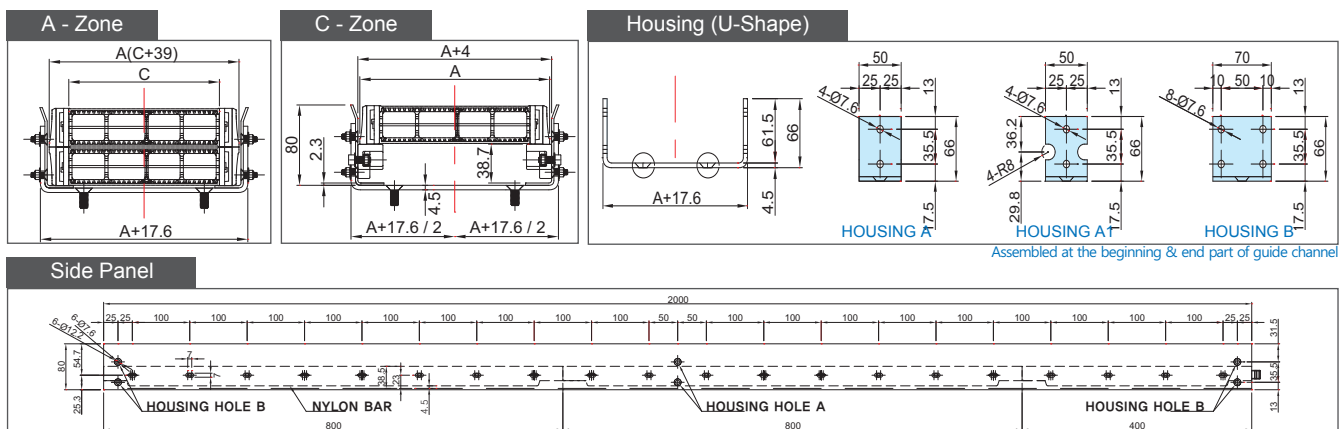 A - Zone
A(C+39)
C
A+17.6
C - Zone
A+4
A
80
2.3
38.7
4.5
A+17.6 / 2
A+17.6 / 2
Housing (U-Shape)
61.5
66
4.5
A+17.6
50
25 25
13
4-Ø7.6
35.5
66
17.5
HOUSING A
50
25 25
13
4-Ø7.6
36.2
35.5
66
4-R8
29.8
17.5
HOUSING A1
70
10 50 10
13
8-Ø7.6
35.5
66
17.5
HOUSING B
Assembled at the beginning & end part of guide channel
Side Panel
2000
6-Ø7.6
6-Ø12.2
25 25 100 100 100 100 100 100 100 100 100 50 50 100 100 100 100 100 100 100 100 100 25 25
31.5
80
54.7
25.3
7
7
38.5
23
4.5
35.5
13
HOUSING HOLE B
NYLON BAR
HOUSING HOLE A
HOUSING HOLE B
800
800
400